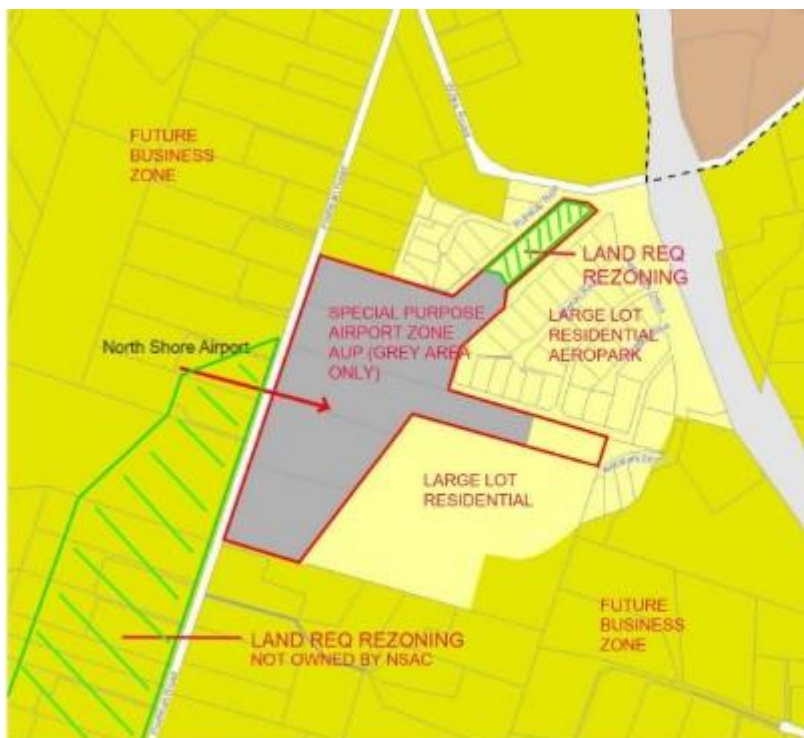 FUTURE
BUSINESS
ZONE
LAND REQ
REZONING
SPECIAL PURPOSE
AIRPORT ZONE
AUP (GREY AREA
ONLY)
LARGE LOT
RESIDENTIAL
AEROPARK
North Shore Airport
LARGE LOT
RESIDENTIAL
FUTURE
BUSINESS
ZONE
LAND REQ REZONING
NOT OWNED BY NSAC